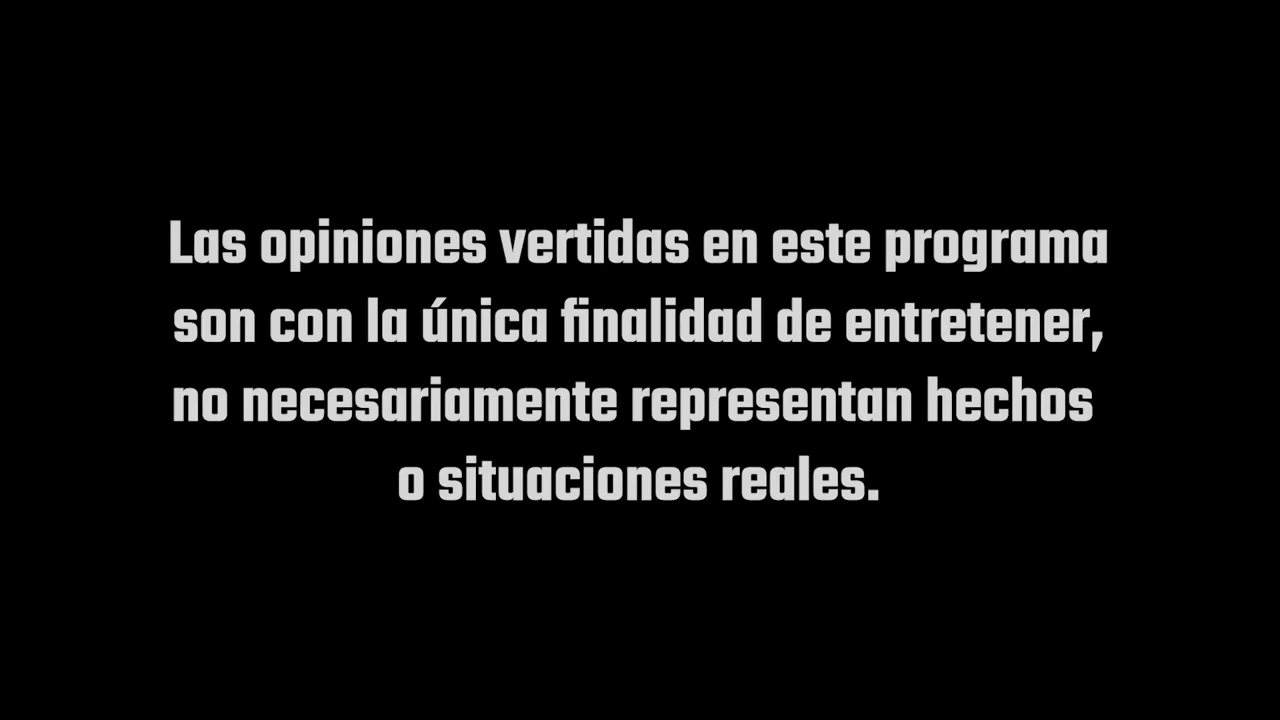 Las opiniones vertidas en este programa
son con la única finalidad de entretener,
no necesariamente representan hechos
o situaciones reales.